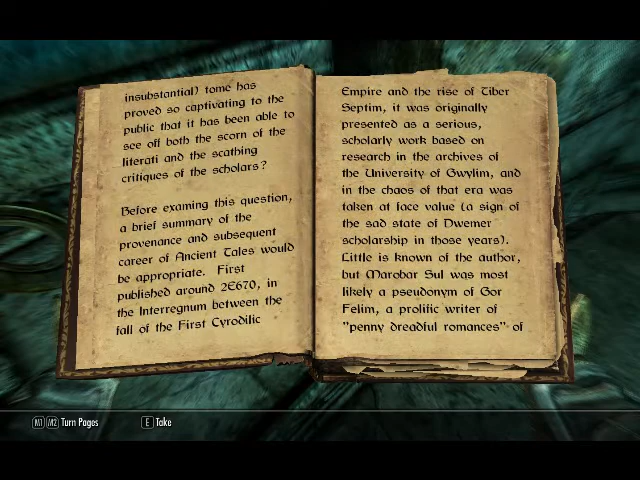 insubstantial) tome has
proved so captivating to the
public that it has been able to
see off both the scorn of the
literati and the scathing
critiques of the scholars?
Before examing this question,
a brief summary of the
provenance and subsequent
career of Ancient Tales would
be appropriate. First
published around 2E670, in
the Interregnum between the
fall of the First Cyrodilic
Empire and the rise of Tiber
Septim, it was originally
presented as a serious,
scholarly work based on
research in the archives of
the University of Gwylim, and
in the chaos of that era was
taken at face value (a sign of
the sad state of Dwemer
scholarship in those years).
Little is known of the author,
but Marobar Sul was most
likely a pseudonym of Gor
Felim, a prolific writer of
"penny dreadful romances" of
M1 M2 Turn Pages E Take